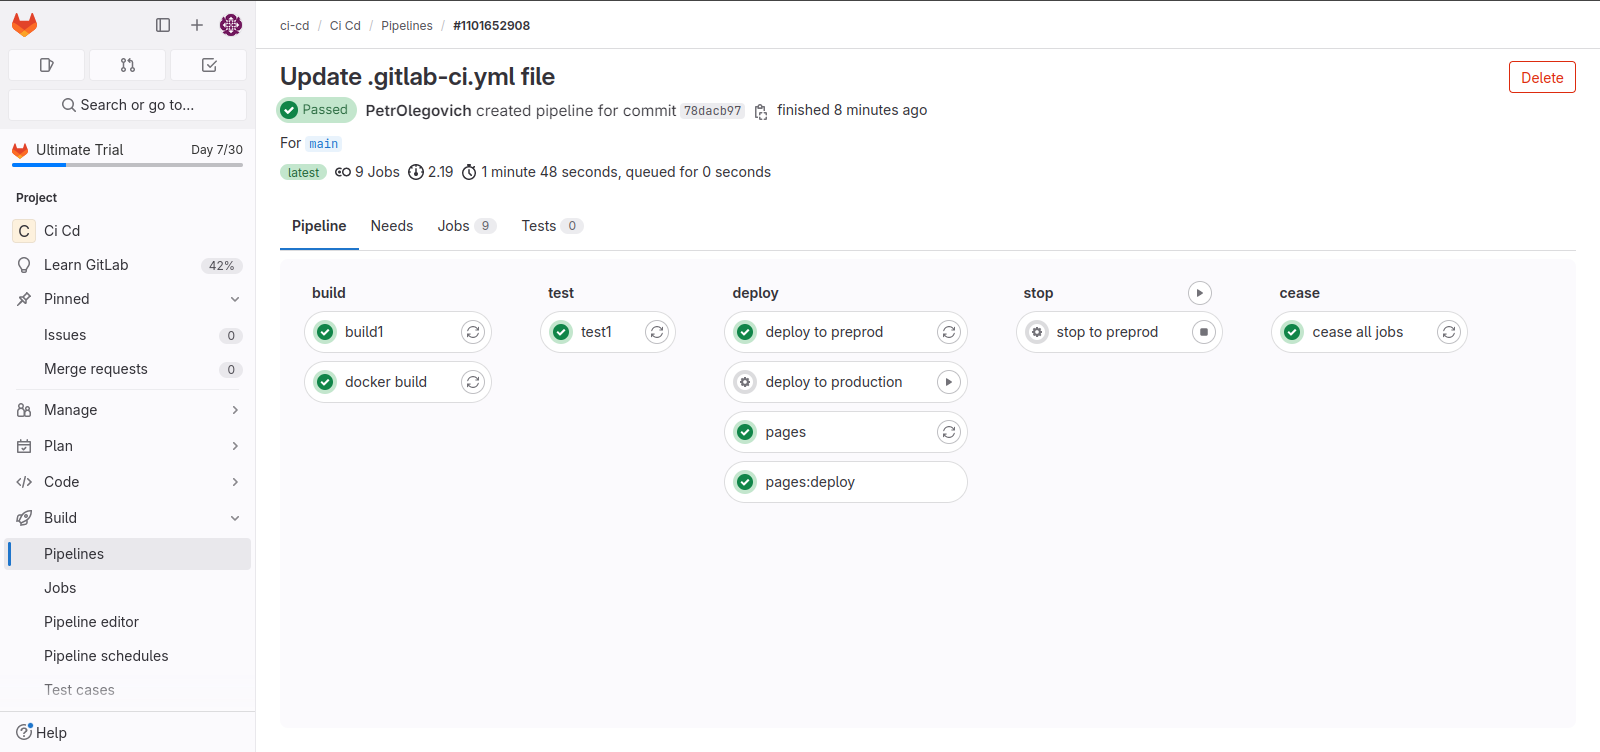 ci-cd / Ci Cd / Pipelines / #1101652908
Search or go to...
Ultimate Trial Day 7/30
Project
C Ci Cd
Learn GitLab 42%
Pinned
Issues 0
Merge requests 0
Manage
Plan
Code
Build
Pipelines
Jobs
Pipeline editor
Pipeline schedules
Test cases
Help
Update .gitlab-ci.yml file
Delete
Passed PetrOlegovich created pipeline for commit 78dacb97 finished 8 minutes ago
For main
latest 9 Jobs 2.19 1 minute 48 seconds, queued for 0 seconds
Pipeline Needs Jobs 9 Tests 0
build
build1
docker build
test
test1
deploy
deploy to preprod
deploy to production
pages
pages:deploy
stop
stop to preprod
cease
cease all jobs